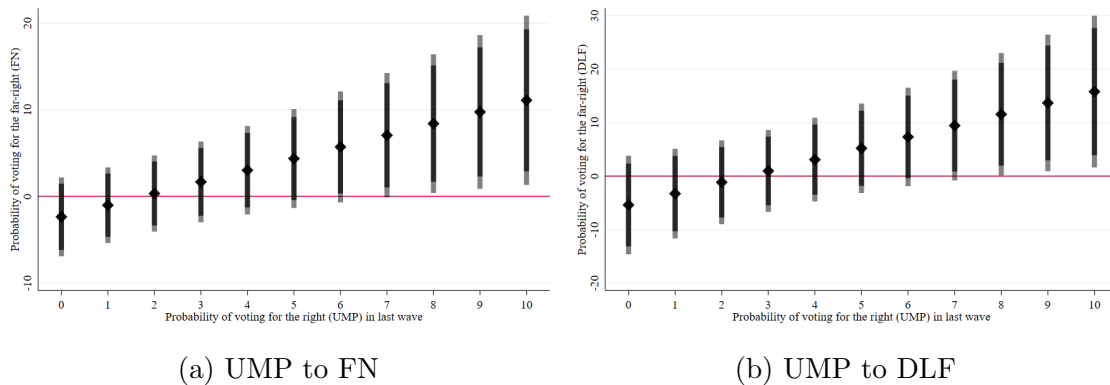 Probability of voting for the far-right (FN)
20
10
0
-10
0 1 2 3 4 5 6 7 8 9 10
Probability of voting for the right (UMP) in last wave
(a) UMP to FN
Probability of voting for the far-right (DLF)
30
20
10
0
-10
-20
0 1 2 3 4 5 6 7 8 9 10
Probability of voting for the right (UMP) in last wave
(b) UMP to DLF